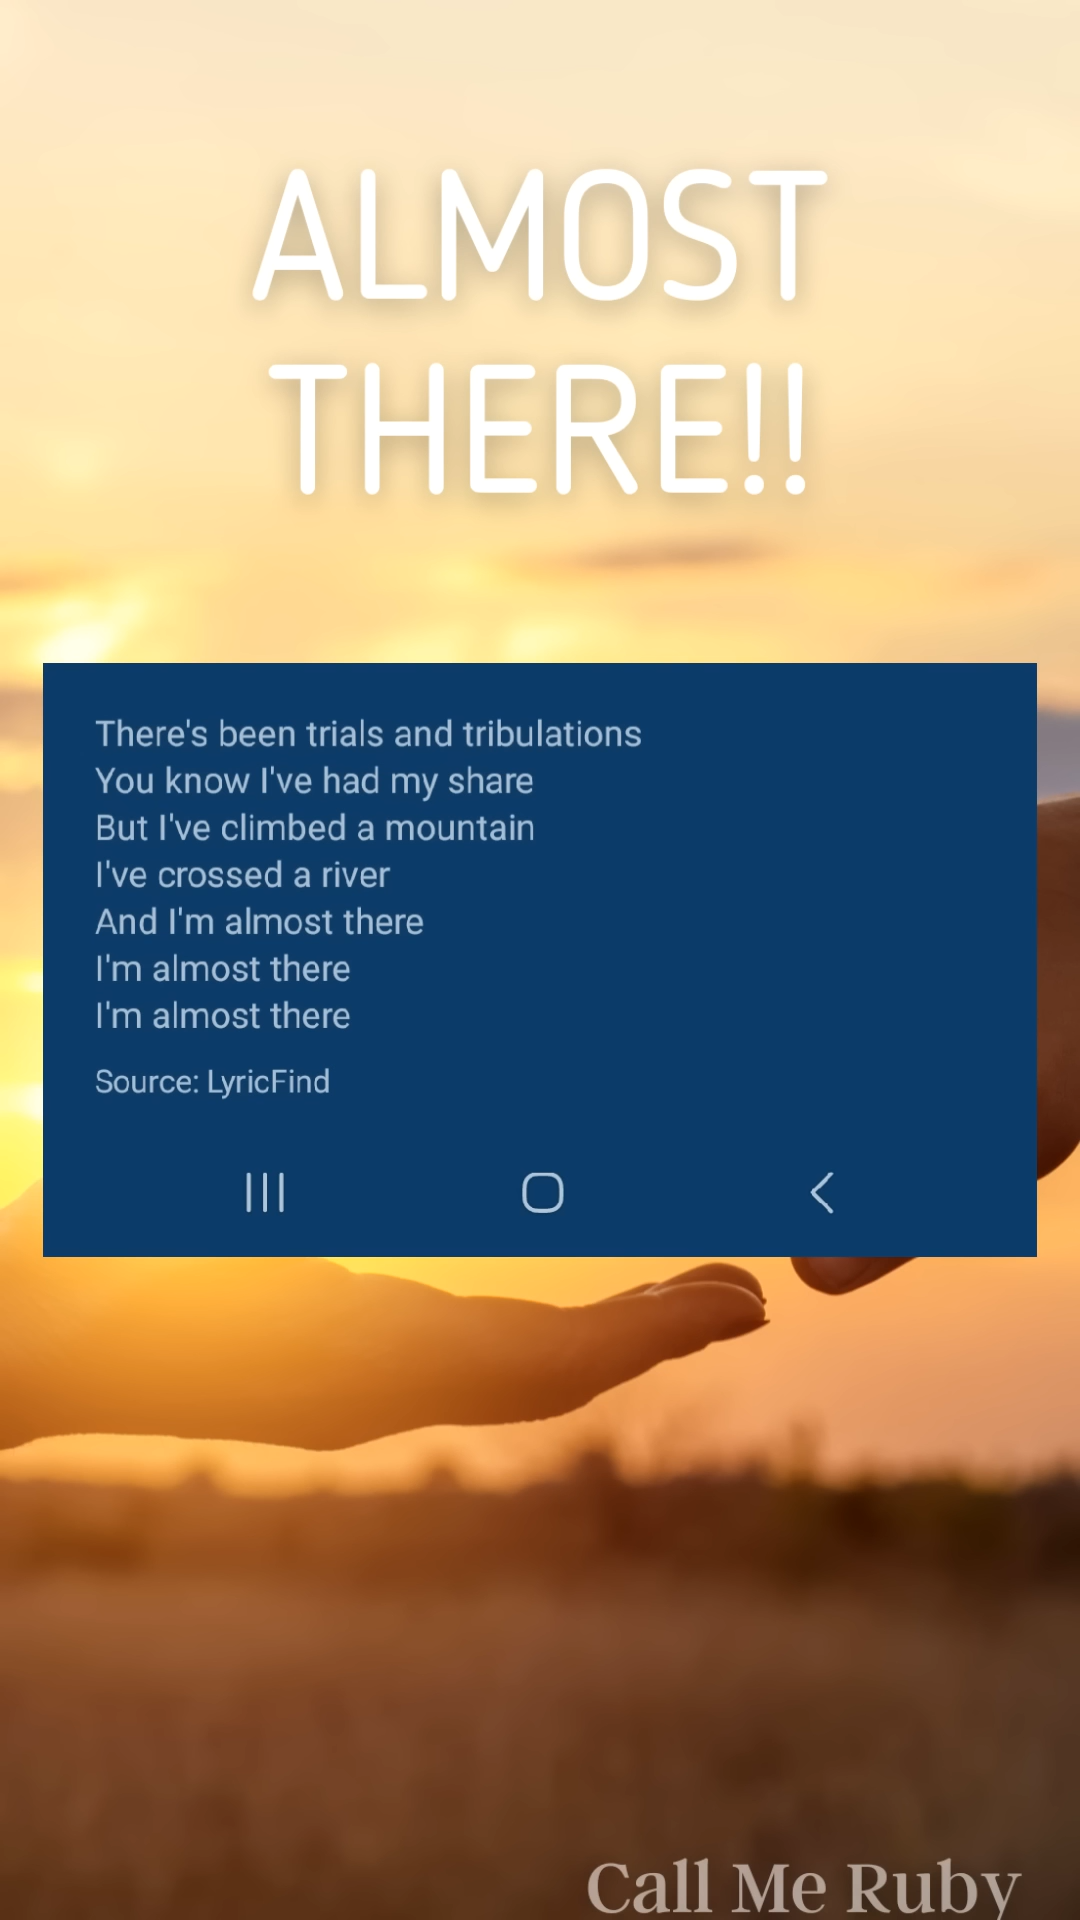 ALMOST
THERE!!
There's been trials and tribulations
You know I've had my share
But I've climbed a mountain
I've crossed a river
And I'm almost there
I'm almost there
I'm almost there
Source: LyricFind
Call Me Ruby